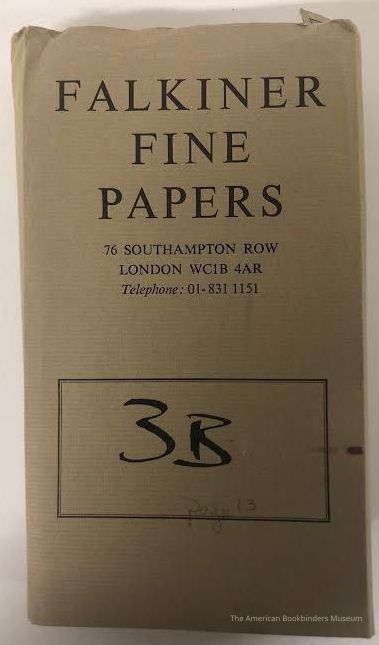 FALKINER
FINE
PAPERS
76 SOUTHAMPTON ROW
LONDON WC1B 4AR
Telephone: 01-831 1151
3B
Page 13
The American Bookbinders Museum